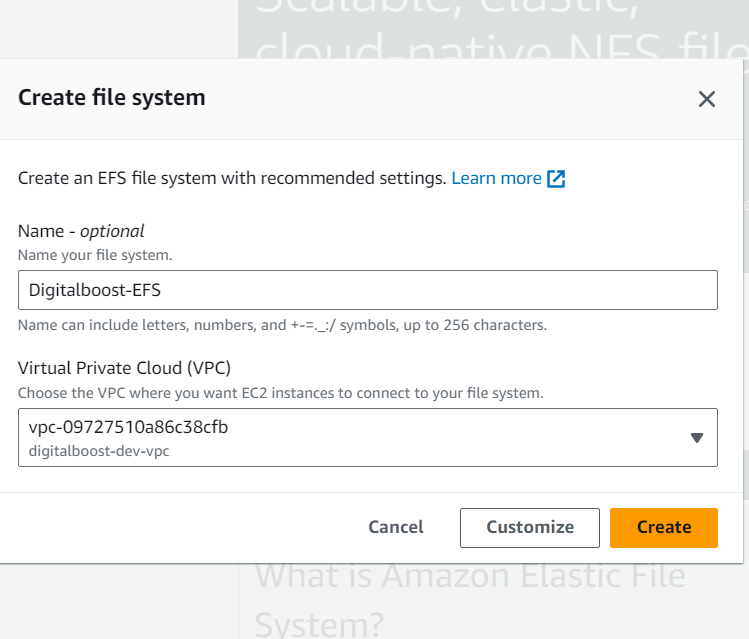 Scalable, elastic,
cloud-native NFS file
Create file system
Create an EFS file system with recommended settings. Learn more
Name - optional
Name your file system.
Digitalboost-EFS
Name can include letters, numbers, and +-=._:/ symbols, up to 256 characters.
Virtual Private Cloud (VPC)
Choose the VPC where you want EC2 instances to connect to your file system.
vpc-09727510a86c38cfb
digitalboost-dev-vpc
Cancel
Customize
Create
What is Amazon Elastic File
System?